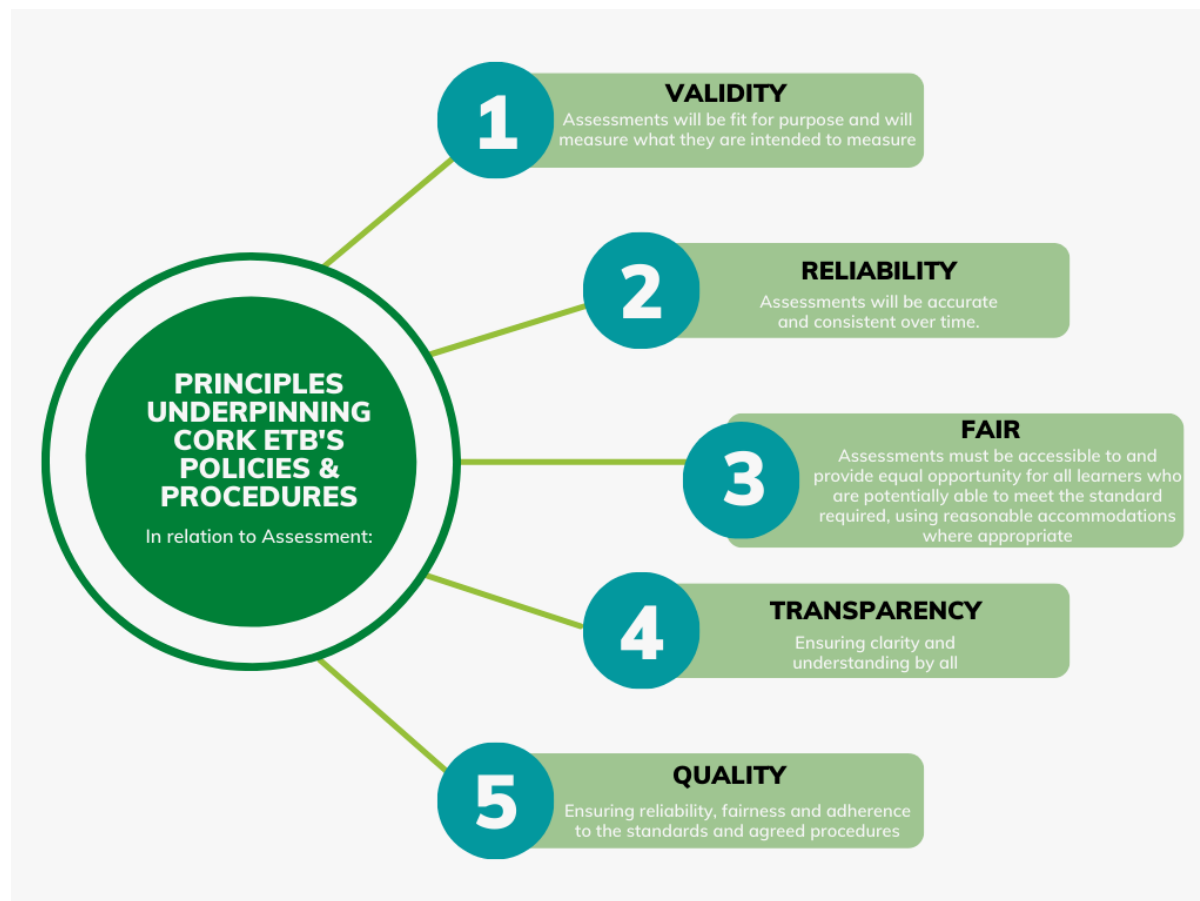 PRINCIPLES
UNDERPINNING
CORK ETB'S
POLICIES &
PROCEDURES
In relation to Assessment:
1
VALIDITY
Assessments will be fit for purpose and will
measure what they are intended to measure
2
RELIABILITY
Assessments will be accurate
and consistent over time.
3
FAIR
Assessments must be accessible to and
provide equal opportunity for all learners who
are potentially able to meet the standard
required, using reasonable accommodations
where appropriate
4
TRANSPARENCY
Ensuring clarity and
understanding by all
5
QUALITY
Ensuring reliability, fairness and adherence
to the standards and agreed procedures